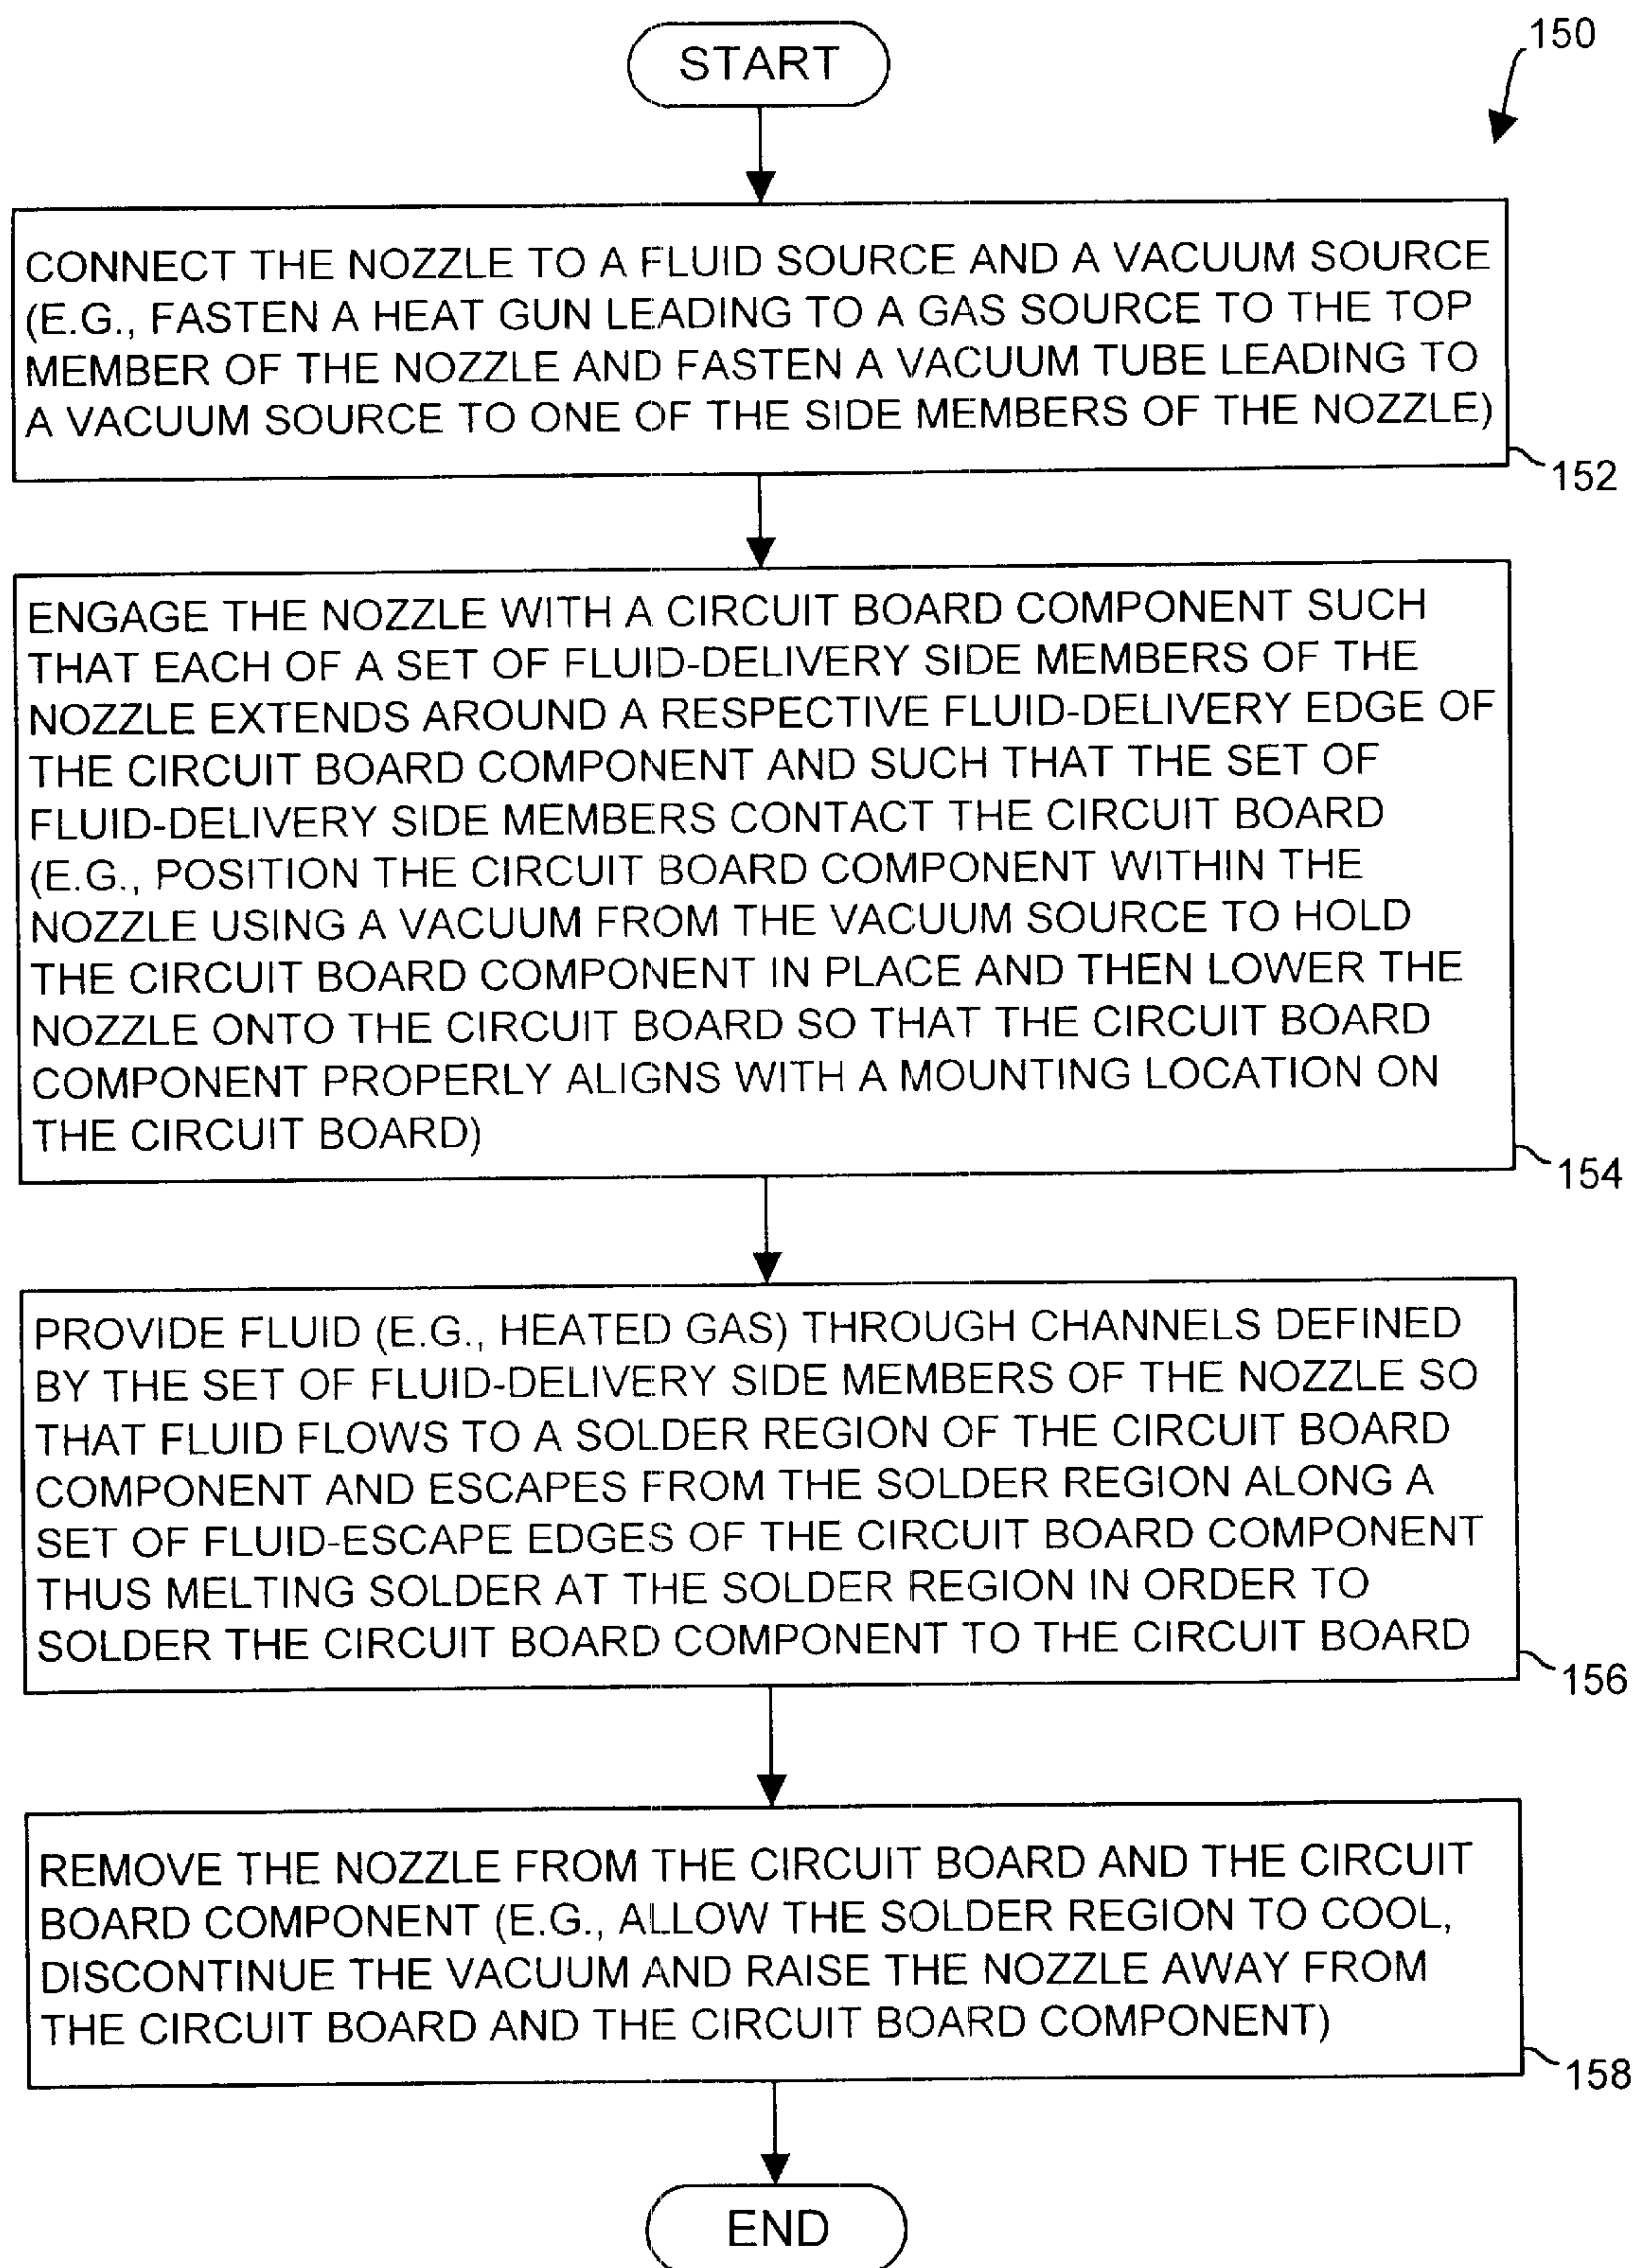 START
150
CONNECT THE NOZZLE TO A FLUID SOURCE AND A VACUUM SOURCE
(E.G., FASTEN A HEAT GUN LEADING TO A GAS SOURCE TO THE TOP
MEMBER OF THE NOZZLE AND FASTEN A VACUUM TUBE LEADING TO
A VACUUM SOURCE TO ONE OF THE SIDE MEMBERS OF THE NOZZLE)
152
ENGAGE THE NOZZLE WITH A CIRCUIT BOARD COMPONENT SUCH
THAT EACH OF A SET OF FLUID-DELIVERY SIDE MEMBERS OF THE
NOZZLE EXTENDS AROUND A RESPECTIVE FLUID-DELIVERY EDGE OF
THE CIRCUIT BOARD COMPONENT AND SUCH THAT THE SET OF
FLUID-DELIVERY SIDE MEMBERS CONTACT THE CIRCUIT BOARD
(E.G., POSITION THE CIRCUIT BOARD COMPONENT WITHIN THE
NOZZLE USING A VACUUM FROM THE VACUUM SOURCE TO HOLD
THE CIRCUIT BOARD COMPONENT IN PLACE AND THEN LOWER THE
NOZZLE ONTO THE CIRCUIT BOARD SO THAT THE CIRCUIT BOARD
COMPONENT PROPERLY ALIGNS WITH A MOUNTING LOCATION ON
THE CIRCUIT BOARD)
154
PROVIDE FLUID (E.G., HEATED GAS) THROUGH CHANNELS DEFINED
BY THE SET OF FLUID-DELIVERY SIDE MEMBERS OF THE NOZZLE SO
THAT FLUID FLOWS TO A SOLDER REGION OF THE CIRCUIT BOARD
COMPONENT AND ESCAPES FROM THE SOLDER REGION ALONG A
SET OF FLUID-ESCAPE EDGES OF THE CIRCUIT BOARD COMPONENT
THUS MELTING SOLDER AT THE SOLDER REGION IN ORDER TO
SOLDER THE CIRCUIT BOARD COMPONENT TO THE CIRCUIT BOARD
156
REMOVE THE NOZZLE FROM THE CIRCUIT BOARD AND THE CIRCUIT
BOARD COMPONENT (E.G., ALLOW THE SOLDER REGION TO COOL,
DISCONTINUE THE VACUUM AND RAISE THE NOZZLE AWAY FROM
THE CIRCUIT BOARD AND THE CIRCUIT BOARD COMPONENT)
158
END